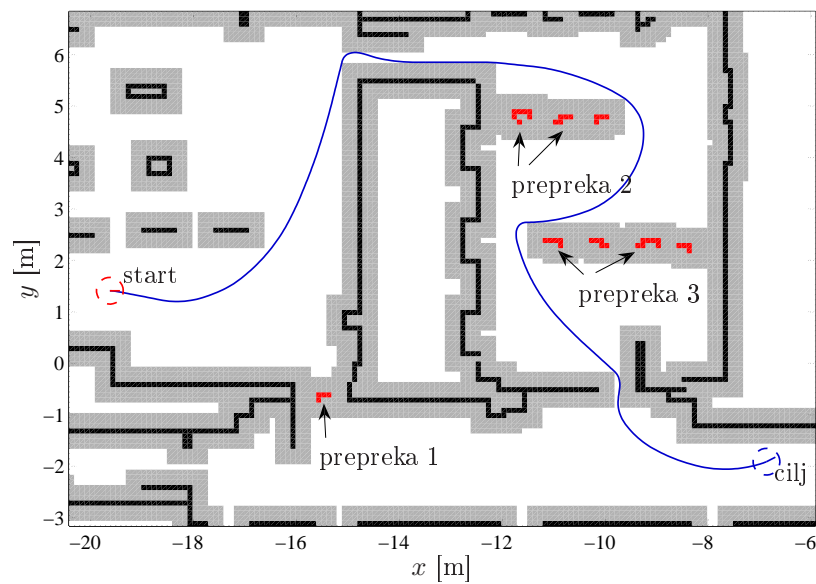 6
5
4
3
2
1
0
−1
−2
−3
y [m]
start
prepreka 2
prepreka 3
prepreka 1
cilj
−20 −18 −16 −14 −12 −10 −8 −6
x [m]